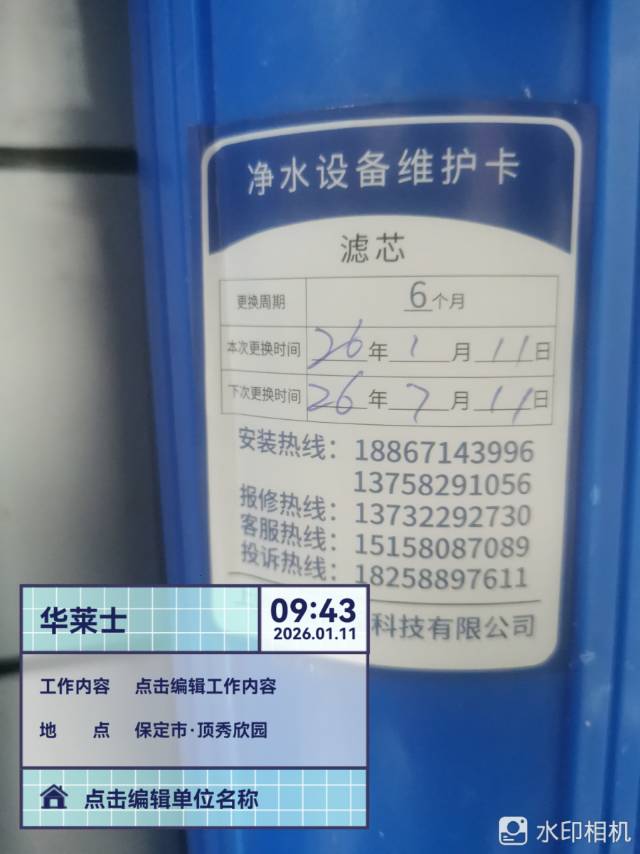 净水设备维护卡
滤芯
更换周期 6个月
本次更换时间 26年1月11日
下次更换时间 26年7月11日
安装热线：18867143996
13758291056
报修热线：13732292730
客服热线：15158087089
投诉热线：18258897611
科技有限公司
华莱士
09:43
2026.01.11
工作内容 点击编辑工作内容
地 点 保定市·顶秀欣园
点击编辑单位名称
水印相机